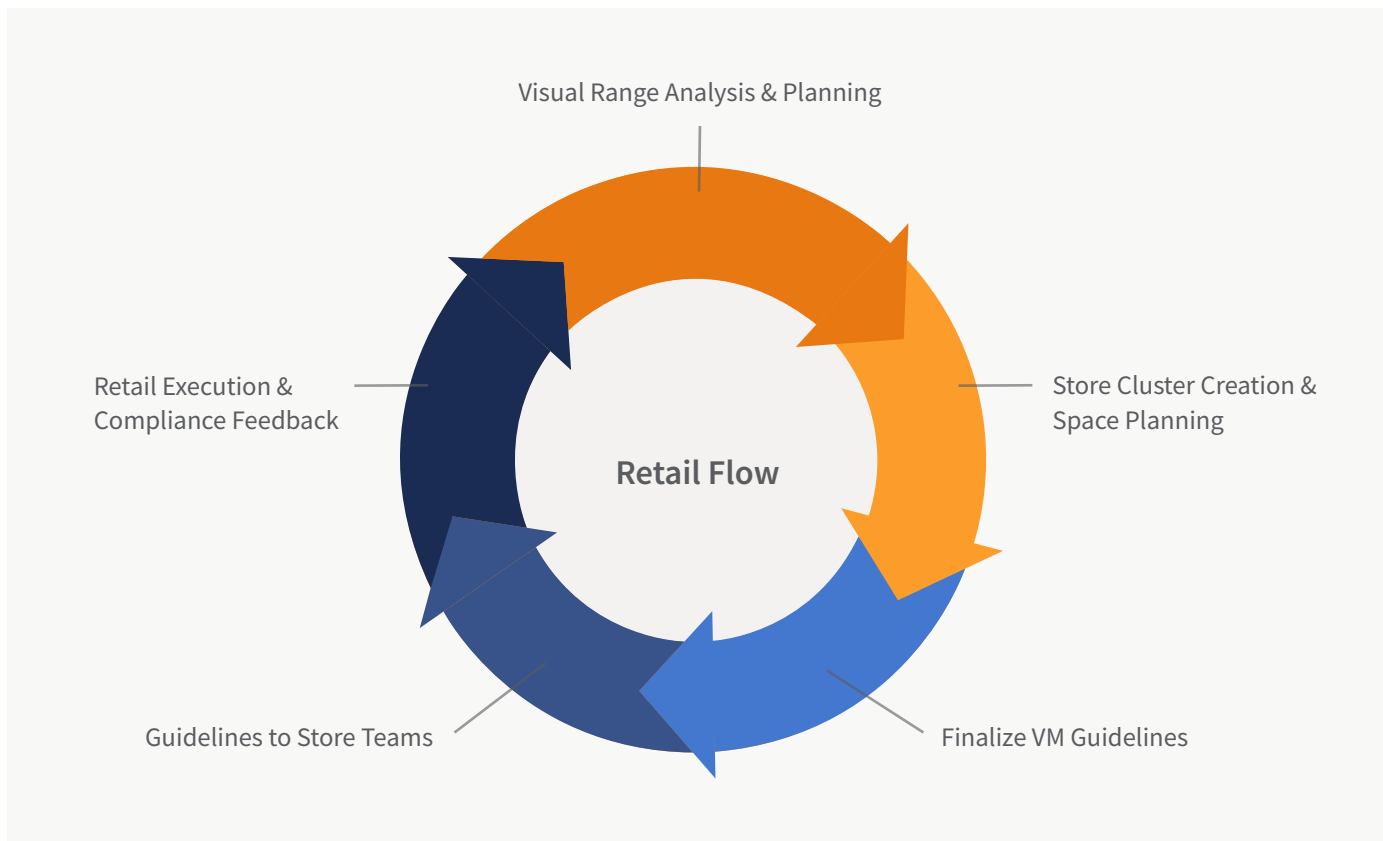 Visual Range Analysis & Planning
Retail Execution &
Compliance Feedback
Store Cluster Creation &
Space Planning
Retail Flow
Guidelines to Store Teams
Finalize VM Guidelines